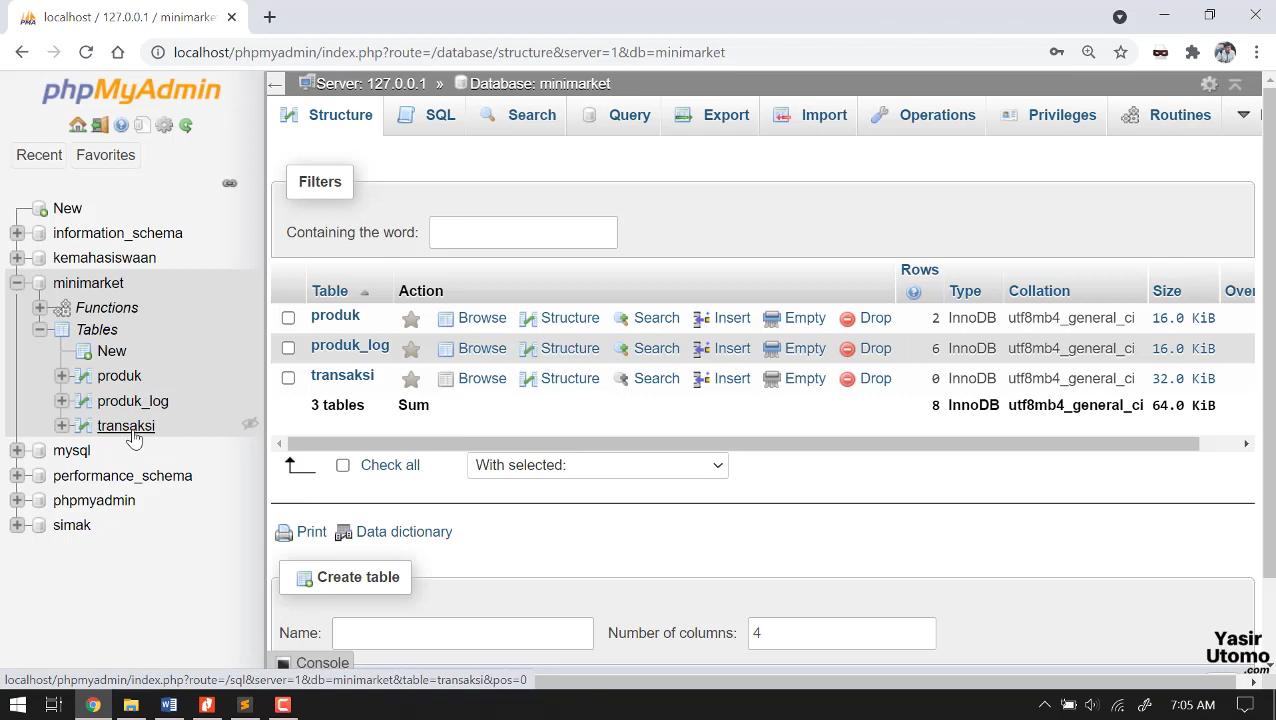 localhost / 127.0.0.1 / minimarke
localhost/phpmyadmin/index.php?route=/database/structure&server=1&db=minimarket
phpMyAdmin
Recent
Favorites
New
information_schema
kemahasiswaan
minimarket
Functions
Tables
New
produk
produk_log
transaksi
mysql
performance_schema
phpmyadmin
simak
Server: 127.0.0.1 » Database: minimarket
Structure SQL Search Query Export Import Operations Privileges Routines
Filters
Containing the word:
Rows
Table Action Type Collation Size Over
produk Browse Structure Search Insert Empty Drop 2 InnoDB utf8mb4_general_ci 16.0 KiB
produk_log Browse Structure Search Insert Empty Drop 6 InnoDB utf8mb4_general_ci 16.0 KiB
transaksi Browse Structure Search Insert Empty Drop 0 InnoDB utf8mb4_general_ci 32.0 KiB
3 tables Sum 8 InnoDB utf8mb4_general_ci 64.0 KiB
Check all With selected:
Print Data dictionary
Create table
Name: Number of columns: 4
Console
Yasir
Utomo
.com
localhost/phpmyadmin/index.php?route=/sql&server=1&db=minimarket&table=transaksi&pos=0
7:05 AM